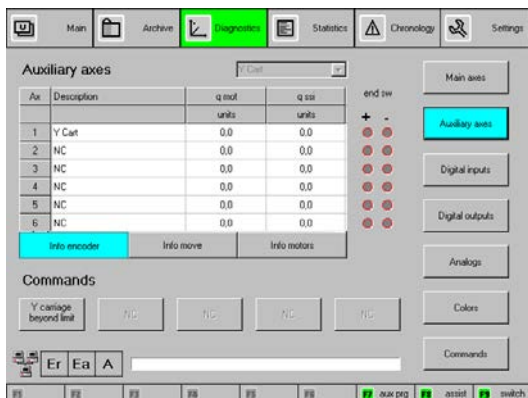 Main Archive Diagnostics Statistics Chronology Settings
Auxiliary axes Y Cart
Main axes
Ax Description q mot q ssi end sw
units units + -
Auxiliary axes
1 Y Cart 0,0 0,0
2 NC 0,0 0,0
Digital inputs
3 NC 0,0 0,0
4 NC 0,0 0,0
5 NC 0,0 0,0
Digital outputs
6 NC 0,0 0,0
Info encoder Info move Info motors
Analogs
Commands
Y carriage
beyond limit NC NC NC NC
Colors
Commands
Er Ea A
F1 F2 F3 F4 F5 F6 F7 aux prg F8 assist F9 switch